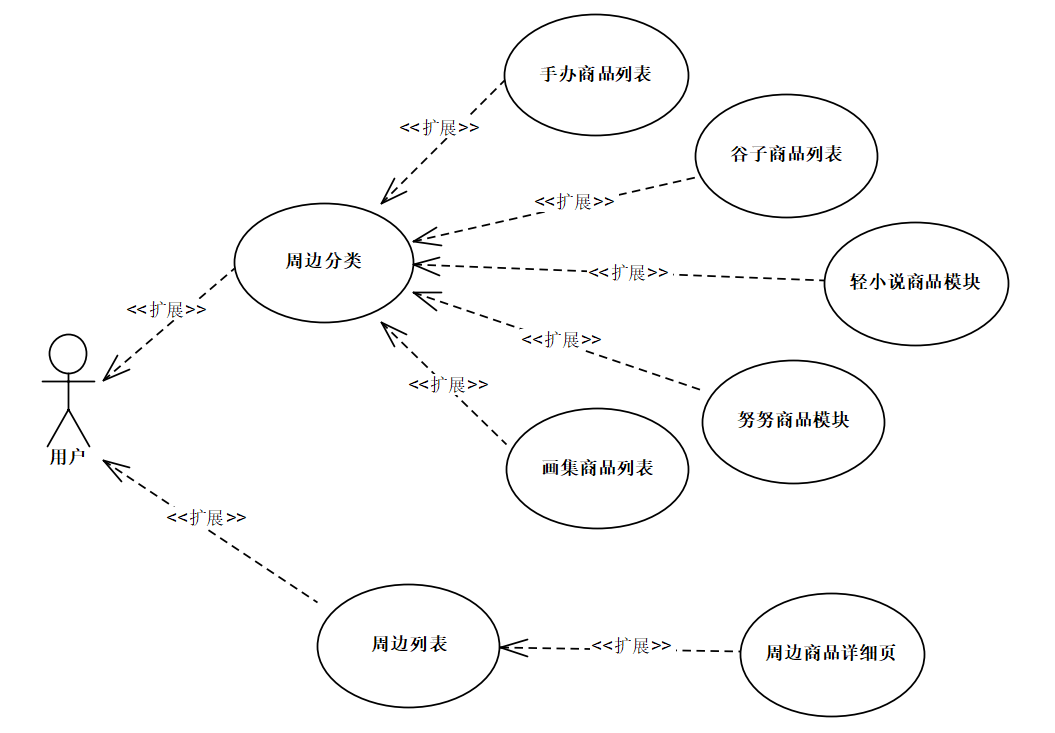 手办商品列表
<<扩展>>
谷子商品列表
<<扩展>>
周边分类
<<扩展>>
轻小说商品模块
<<扩展>>
<<扩展>>
<<扩展>>
努努商品模块
画集商品列表
用户
<<扩展>>
周边列表
<<扩展>>
周边商品详细页